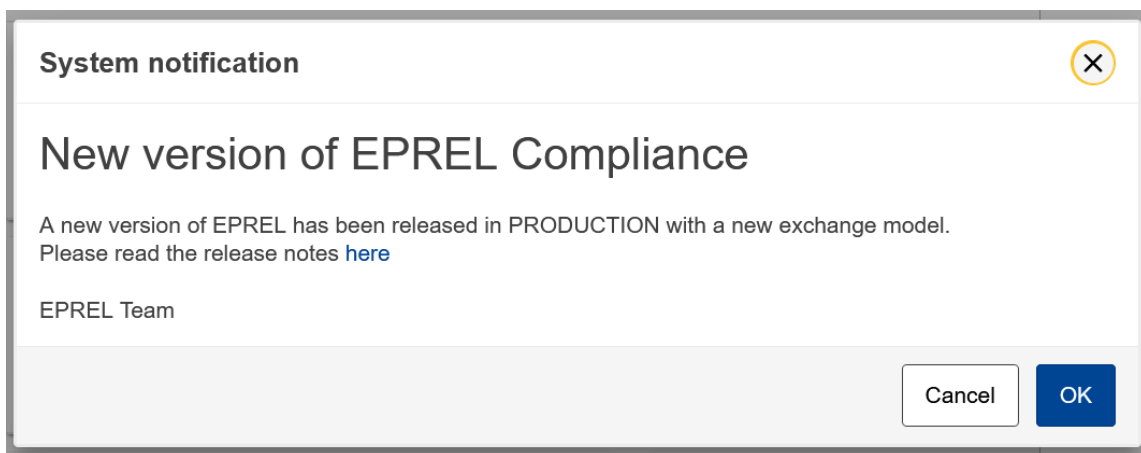 System notification
New version of EPREL Compliance
A new version of EPREL has been released in PRODUCTION with a new exchange model.
Please read the release notes here
EPREL Team
Cancel
OK